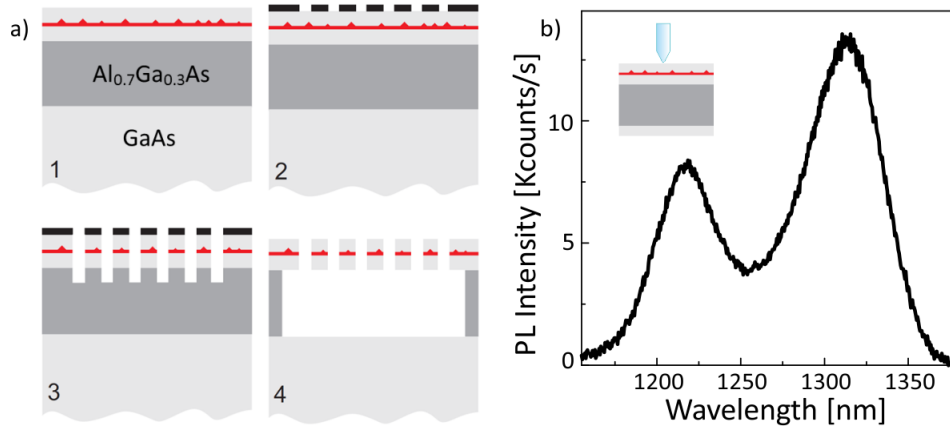 a)
Al0.7Ga0.3As
GaAs
1
2
3
4
b)
PL Intensity [Kcounts/s]
10
5
0
1200 1250 1300 1350
Wavelength [nm]